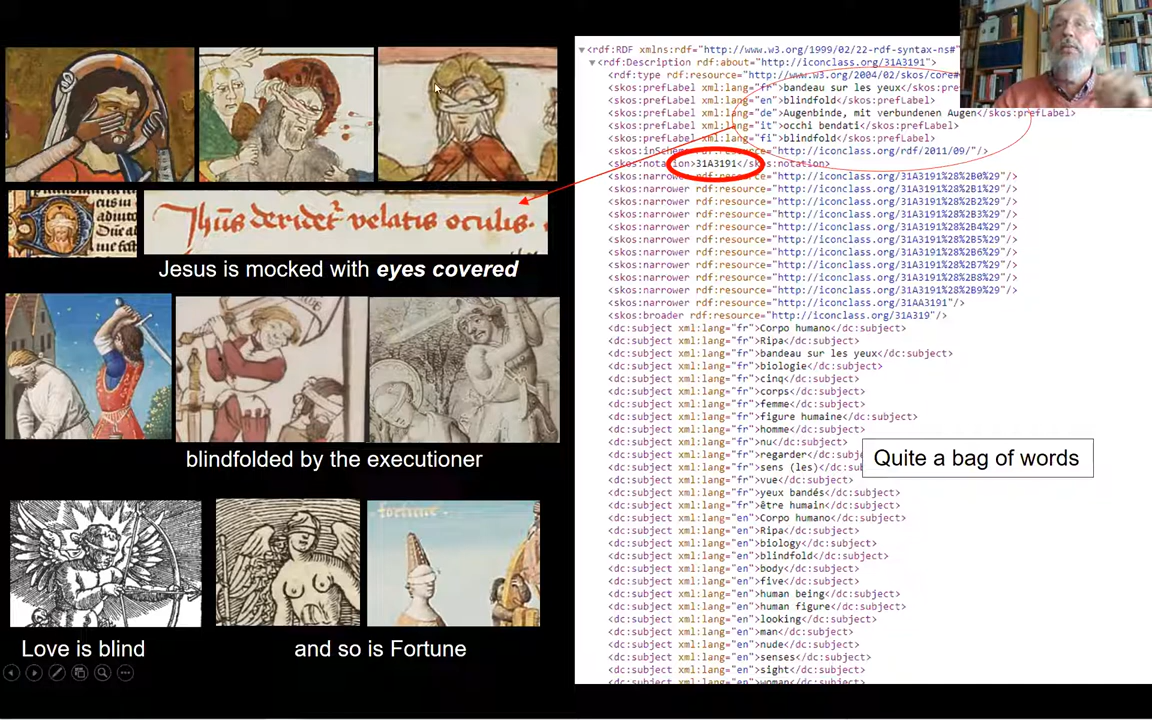 cus in
adiuto
Due al
me fest
Jhūs deridet velatis oculis.
Jesus is mocked with eyes covered
blindfolded by the executioner
fortune
Love is blind
and so is Fortune
<rdf:RDF xmlns:rdf="http://www.w3.org/1999/02/22-rdf-syntax-ns#"
<rdf:Description rdf:about="http://iconclass.org/31A3191">
<rdf:type rdf:resource="http://www.w3.org/2004/02/skos/core#
<skos:prefLabel xml:lang="fr">bandeau sur les yeux</skos:pre
<skos:prefLabel xml:lang="en">blindfold</skos:prefLabel>
<skos:prefLabel xml:lang="de">Augenbinde, mit verbundenen Augen</skos:prefLabel>
<skos:prefLabel xml:lang="it">occhi bendati</skos:prefLabel>
<skos:prefLabel xml:lang="fi">blindfold</skos:prefLabel>
<skos:inScheme rdf:resource="http://iconclass.org/rdf/2011/09/"/>
<skos:notation>31A3191</skos:notation>
<skos:narrower rdf:resource="http://iconclass.org/31A3191%28%2B0%29"/>
<skos:narrower rdf:resource="http://iconclass.org/31A3191%28%2B1%29"/>
<skos:narrower rdf:resource="http://iconclass.org/31A3191%28%2B2%29"/>
<skos:narrower rdf:resource="http://iconclass.org/31A3191%28%2B3%29"/>
<skos:narrower rdf:resource="http://iconclass.org/31A3191%28%2B4%29"/>
<skos:narrower rdf:resource="http://iconclass.org/31A3191%28%2B5%29"/>
<skos:narrower rdf:resource="http://iconclass.org/31A3191%28%2B6%29"/>
<skos:narrower rdf:resource="http://iconclass.org/31A3191%28%2B7%29"/>
<skos:narrower rdf:resource="http://iconclass.org/31A3191%28%2B8%29"/>
<skos:narrower rdf:resource="http://iconclass.org/31A3191%28%2B9%29"/>
<skos:narrower rdf:resource="http://iconclass.org/31AA3191"/>
<skos:broader rdf:resource="http://iconclass.org/31A319"/>
<dc:subject xml:lang="fr">Corpo humano</dc:subject>
<dc:subject xml:lang="fr">Ripa</dc:subject>
<dc:subject xml:lang="fr">bandeau sur les yeux</dc:subject>
<dc:subject xml:lang="fr">biologie</dc:subject>
<dc:subject xml:lang="fr">cinq</dc:subject>
<dc:subject xml:lang="fr">corps</dc:subject>
<dc:subject xml:lang="fr">femme</dc:subject>
<dc:subject xml:lang="fr">figure humaine</dc:subject>
<dc:subject xml:lang="fr">homme</dc:subject>
<dc:subject xml:lang="fr">nu</dc:subject>
<dc:subject xml:lang="fr">regarder</dc:subject>
<dc:subject xml:lang="fr">sens (les)</dc:sub
<dc:subject xml:lang="fr">vue</dc:subject>
<dc:subject xml:lang="fr">yeux bandés</dc:subject>
<dc:subject xml:lang="fr">être humain</dc:subject>
<dc:subject xml:lang="en">Corpo humano</dc:subject>
<dc:subject xml:lang="en">Ripa</dc:subject>
<dc:subject xml:lang="en">biology</dc:subject>
<dc:subject xml:lang="en">blindfold</dc:subject>
<dc:subject xml:lang="en">body</dc:subject>
<dc:subject xml:lang="en">five</dc:subject>
<dc:subject xml:lang="en">human being</dc:subject>
<dc:subject xml:lang="en">human figure</dc:subject>
<dc:subject xml:lang="en">looking</dc:subject>
<dc:subject xml:lang="en">man</dc:subject>
<dc:subject xml:lang="en">nude</dc:subject>
<dc:subject xml:lang="en">senses</dc:subject>
<dc:subject xml:lang="en">sight</dc:subject>
<dc:subject xml:lang="en">woman</dc:subject>
Quite a bag of words